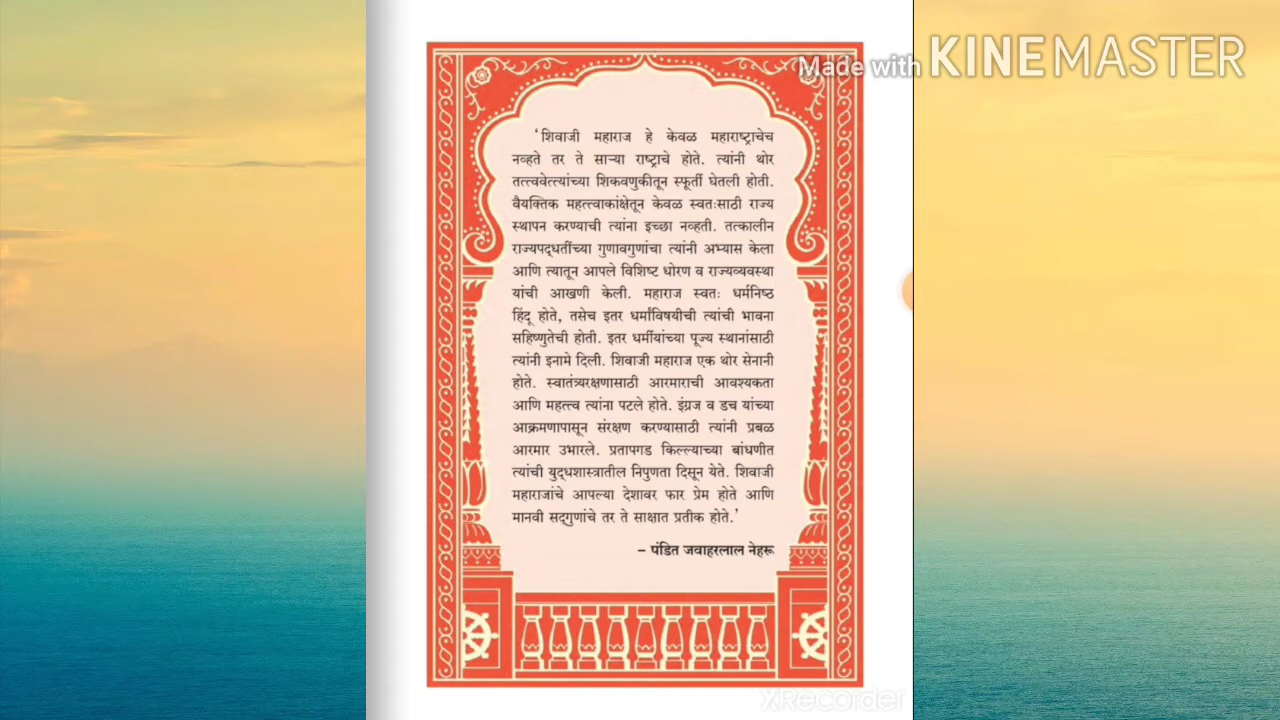 Made with KINEMASTER
'शिवाजी महाराज हे केवळ महाराष्ट्राचेच
नव्हते तर ते साऱ्या राष्ट्राचे होते. त्यांनी थोर
तत्त्ववेत्त्यांच्या शिकवणुकीतून स्फूर्ती घेतली होती.
वैयक्तिक महत्त्वाकांक्षेतून केवळ स्वतःसाठी राज्य
स्थापन करण्याची त्यांना इच्छा नव्हती. तत्कालीन
राज्यपद्धतींच्या गुणावगुणांचा त्यांनी अभ्यास केला
आणि त्यातून आपले विशिष्ट धोरण व राज्यव्यवस्था
यांची आखणी केली. महाराज स्वतः धर्मनिष्ठ
हिंदू होते, तसेच इतर धर्मांविषयीची त्यांची भावना
सहिष्णुतेची होती. इतर धर्मीयांच्या पूज्य स्थानांसाठी
त्यांनी इनामे दिली. शिवाजी महाराज एक थोर सेनानी
होते. स्वातंत्र्यरक्षणासाठी आरमाराची आवश्यकता
आणि महत्त्व त्यांना पटले होते. इंग्रज व डच यांच्या
आक्रमणापासून संरक्षण करण्यासाठी त्यांनी प्रबळ
आरमार उभारले. प्रतापगड किल्ल्याच्या बांधणीत
त्यांची युद्धशास्त्रातील निपुणता दिसून येते. शिवाजी
महाराजांचे आपल्या देशावर फार प्रेम होते आणि
मानवी सद्गुणांचे तर ते साक्षात प्रतीक होते.'
– पंडित जवाहरलाल नेहरू
XRecorder